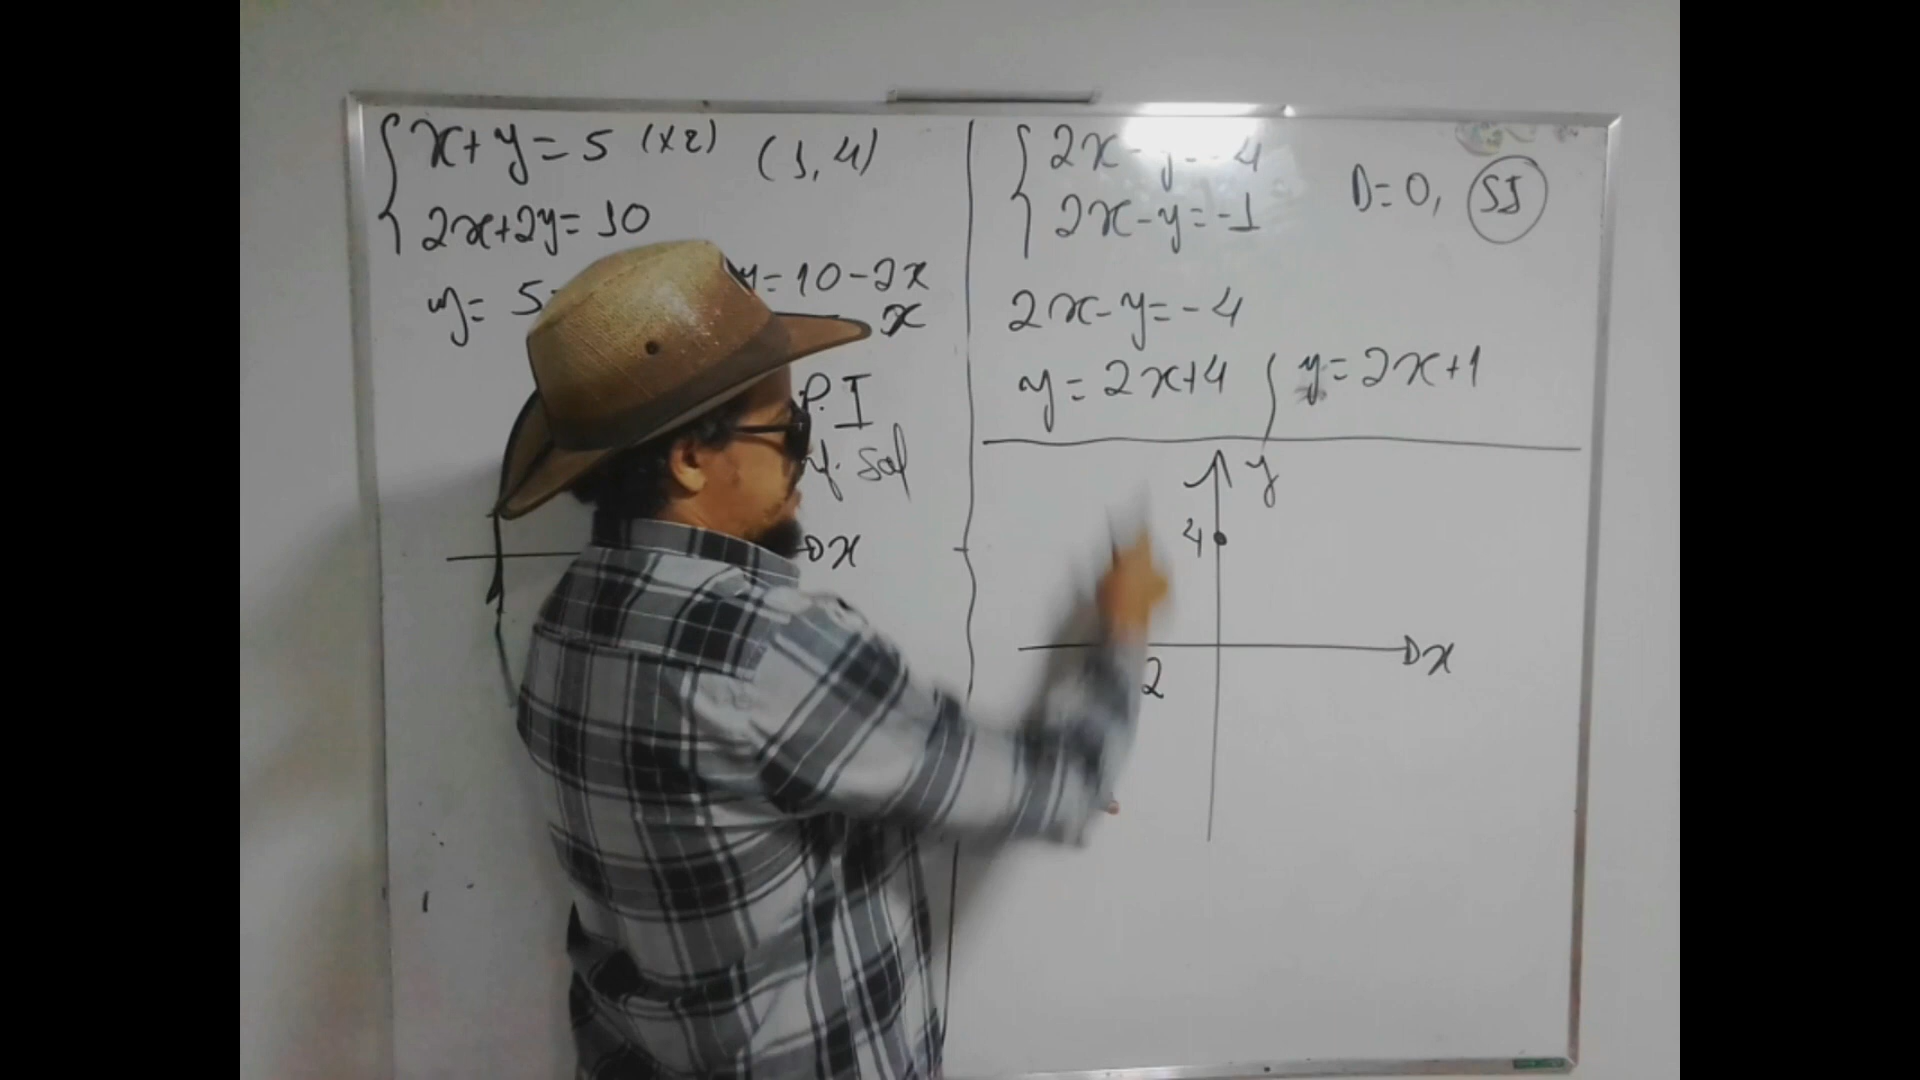 x+y=5 (x2) (1,4)
2x+2y=10
y= 5- y=10-2x
x
P.I
Sol
x
2x-y=-4
2x-y=-1
D=0, SI
2x-y=-4
y=2x+4
y=2x+1
y
4
2
x